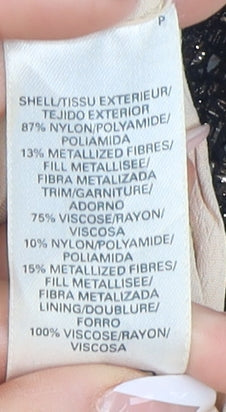 P
SHELL/TISSU EXTERIEUR/
TEJIDO EXTERIOR
87% NYLON/POLYAMIDE/
POLIAMIDA
13% METALLIZED FIBRES/
FILL METALLISEE/
FIBRA METALIZADA
TRIM/GARNITURE/
ADORNO
75% VISCOSE/RAYON/
VISCOSA
10% NYLON/POLYAMIDE/
POLIAMIDA
15% METALLIZED FIBRES/
FILL METALLISEE/
FIBRA METALIZADA
LINING/DOUBLURE/
FORRO
100% VISCOSE/RAYON/
VISCOSA